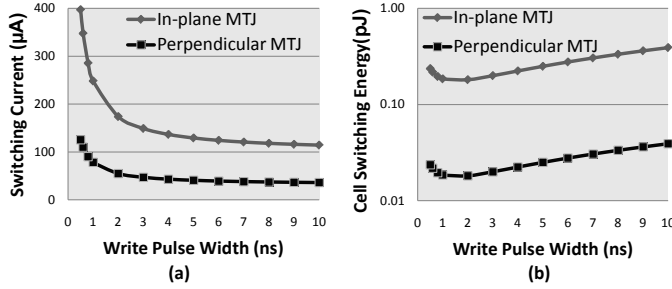 Switching Current (µA)
400
300
200
100
0
In-plane MTJ
Perpendicular MTJ
0 1 2 3 4 5 6 7 8 9 10
Write Pulse Width (ns)
(a)
Cell Switching Energy(pJ)
1.00
0.10
0.01
In-plane MTJ
Perpendicular MTJ
0 1 2 3 4 5 6 7 8 9 10
Write Pulse Width (ns)
(b)